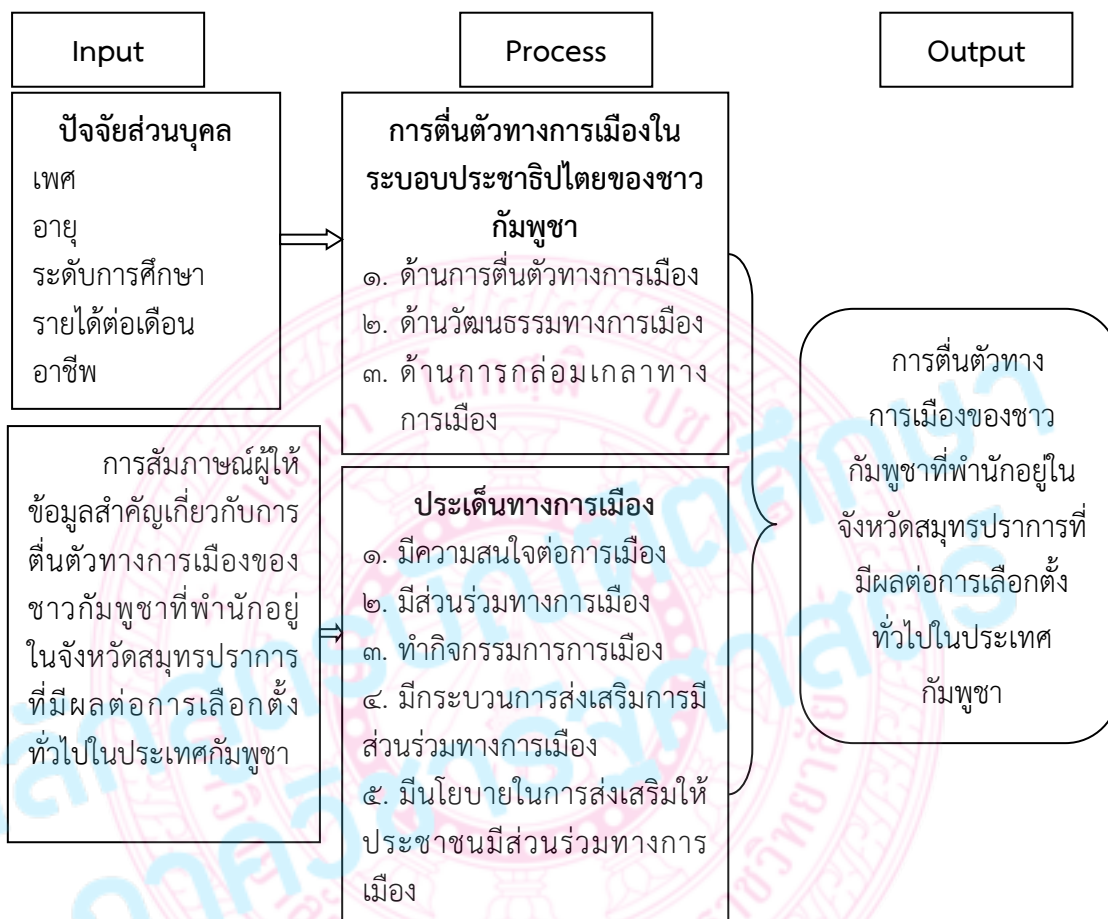 Input
Process
Output
ปัจจัยส่วนบุคล
เพศ
อายุ
ระดับการศึกษา
รายได้ต่อเดือน
อาชีพ
การสัมภาษณ์ผู้ให้
ข้อมูลสำคัญเกี่ยวกับการ
ตื่นตัวทางการเมืองของ
ชาวกัมพูชาที่พำนักอยู่
ในจังหวัดสมุทรปราการ
ที่มีผลต่อการเลือกตั้ง
ทั่วไปในประเทศกัมพูชา
การตื่นตัวทางการเมืองใน
ระบอบประชาธิปไตยของชาว
กัมพูชา
๑. ด้านการตื่นตัวทางการเมือง
๒. ด้านวัฒนธรรมทางการเมือง
๓. ด้านการกล่อมเกลาทาง
การเมือง
ประเด็นทางการเมือง
๑. มีความสนใจต่อการเมือง
๒. มีส่วนร่วมทางการเมือง
๓. ทำกิจกรรมการการเมือง
๔. มีกระบวนการส่งเสริมการมี
ส่วนร่วมทางการเมือง
๕. มีนโยบายในการส่งเสริมให้
ประชาชนมีส่วนร่วมทางการ
เมือง
การตื่นตัวทาง
การเมืองของชาว
กัมพูชาที่พำนักอยู่ใน
จังหวัดสมุทรปราการที่
มีผลต่อการเลือกตั้ง
ทั่วไปในประเทศ
กัมพูชา